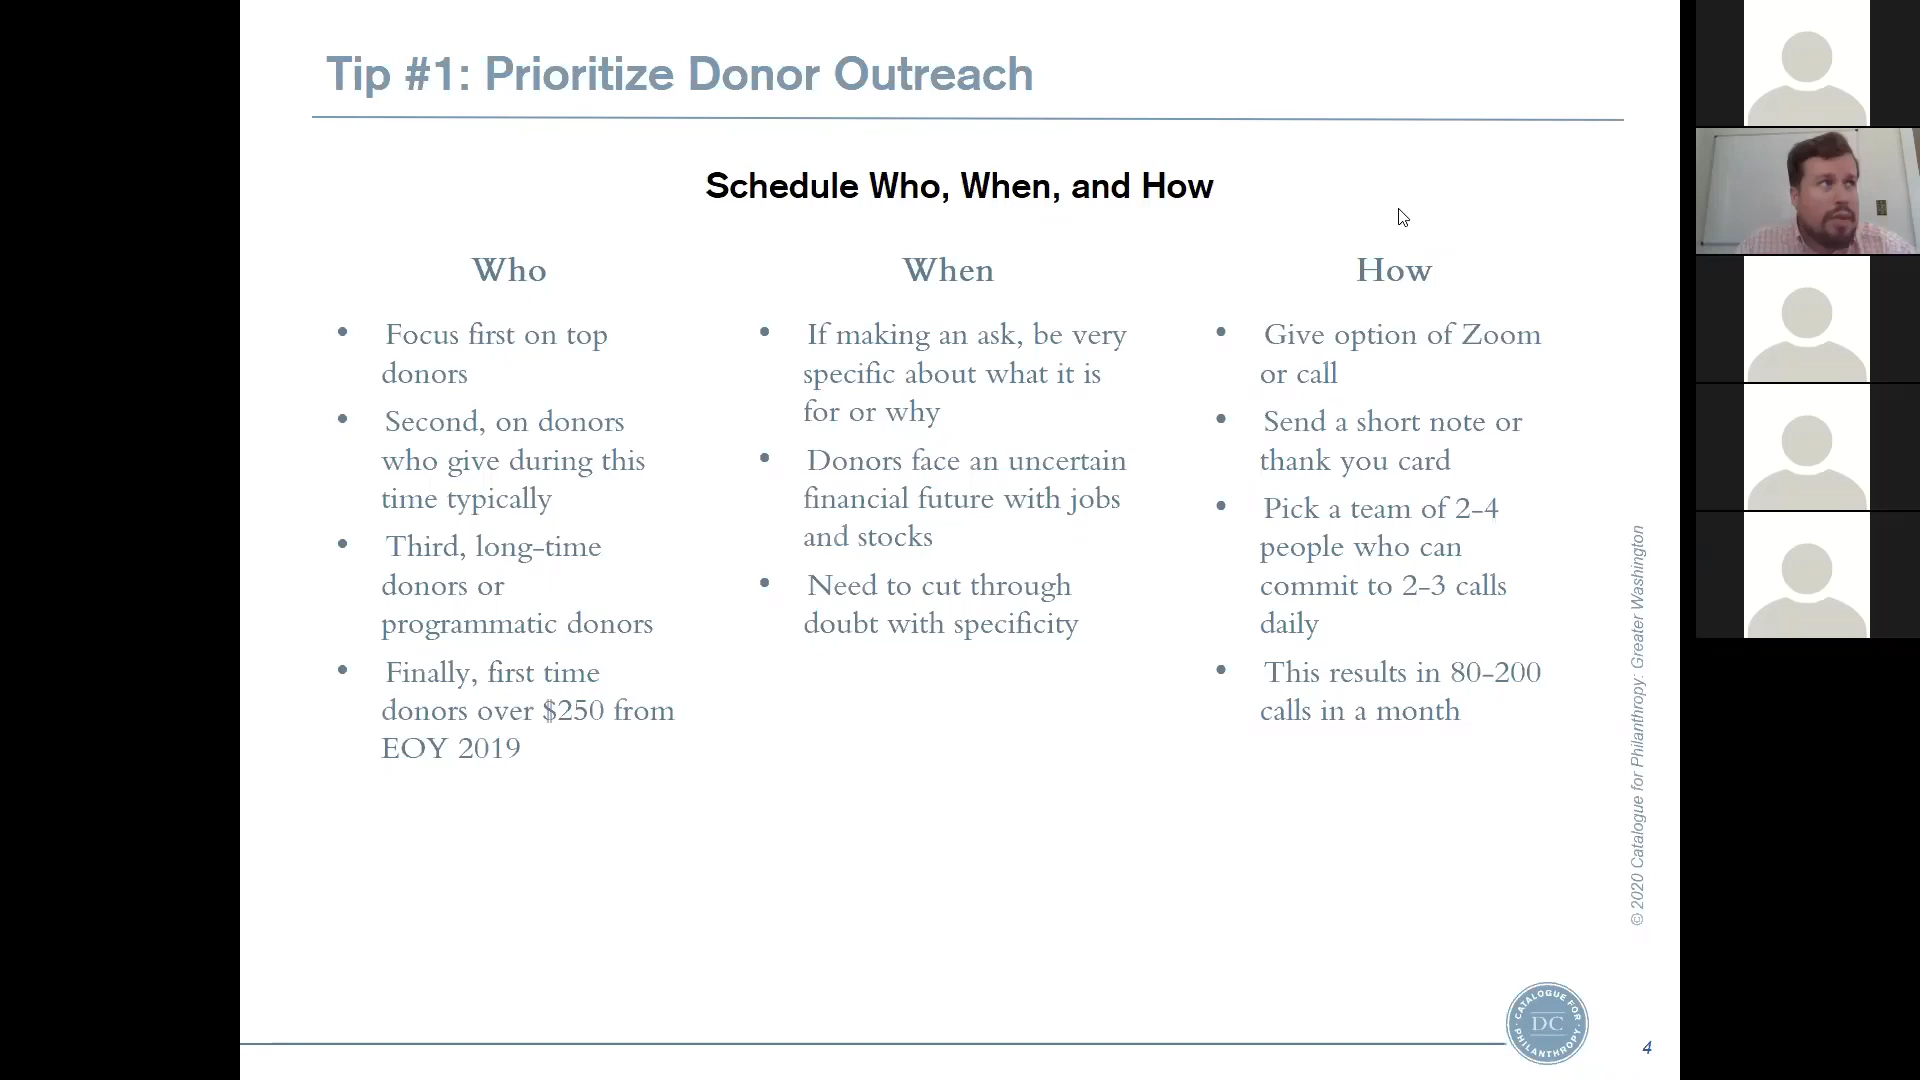 Tip #1: Prioritize Donor Outreach
Schedule Who, When, and How
Who
• Focus first on top
donors
• Second, on donors
who give during this
time typically
• Third, long-time
donors or
programmatic donors
• Finally, first time
donors over $250 from
EOY 2019
When
• If making an ask, be very
specific about what it is
for or why
• Donors face an uncertain
financial future with jobs
and stocks
• Need to cut through
doubt with specificity
How
• Give option of Zoom
or call
• Send a short note or
thank you card
• Pick a team of 2-4
people who can
commit to 2-3 calls
daily
• This results in 80-200
calls in a month
© 2020 Catalogue for Philanthropy: Greater Washington
CATALOGUE FOR
DC
PHILANTHROPY
4